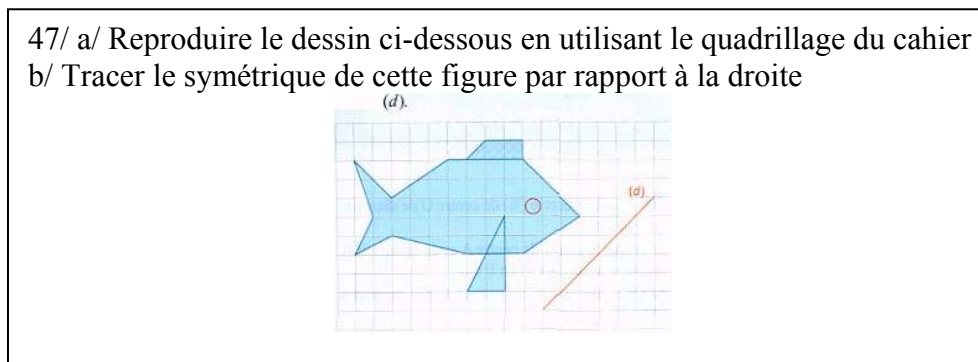 47/ a/ Reproduire le dessin ci-dessous en utilisant le quadrillage du cahier
b/ Tracer le symétrique de cette figure par rapport à la droite
(d).
(d).